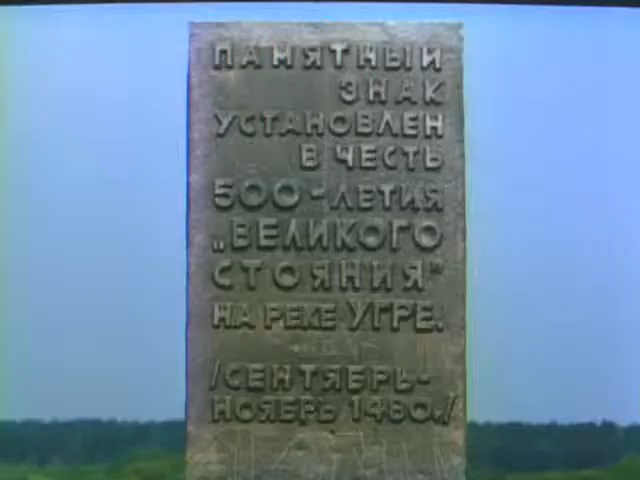 ПАМЯТНЫЙ
ЗНАК
УСТАНОВЛЕН
В ЧЕСТЬ
500-ЛЕТИЯ
„ВЕЛИКОГО
СТОЯНИЯ"
НА РЕКЕ УГРЕ.
/СЕНТЯБРЬ-
НОЯБРЬ 1480г./